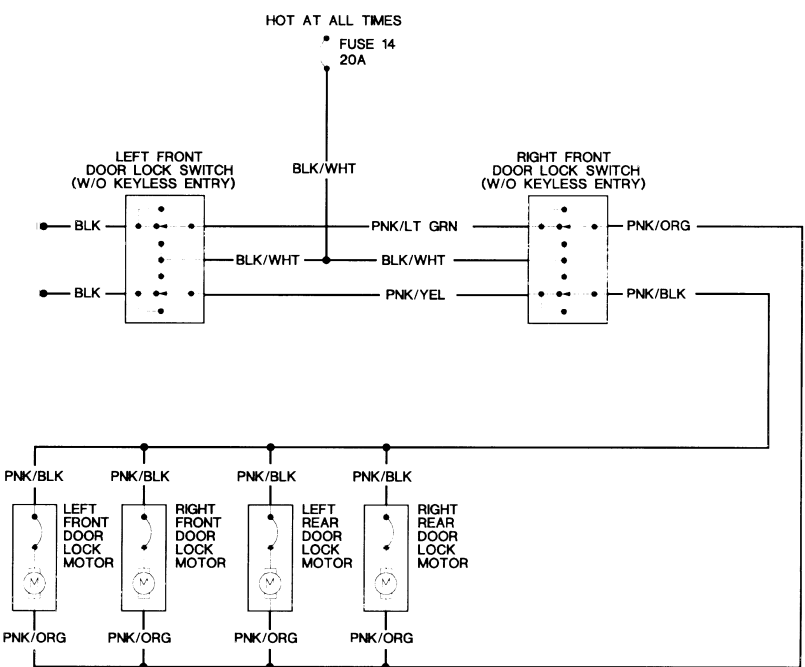 HOT AT ALL TIMES
FUSE 14
20A
BLK/WHT
LEFT FRONT
DOOR LOCK SWITCH
(W/O KEYLESS ENTRY)
RIGHT FRONT
DOOR LOCK SWITCH
(W/O KEYLESS ENTRY)
BLK
PNK/LT GRN
PNK/ORG
BLK/WHT
BLK/WHT
BLK
PNK/YEL
PNK/BLK
PNK/BLK
PNK/BLK
PNK/BLK
PNK/BLK
LEFT
FRONT
DOOR
LOCK
MOTOR
RIGHT
FRONT
DOOR
LOCK
MOTOR
LEFT
REAR
DOOR
LOCK
MOTOR
RIGHT
REAR
DOOR
LOCK
MOTOR
M
M
M
M
PNK/ORG
PNK/ORG
PNK/ORG
PNK/ORG